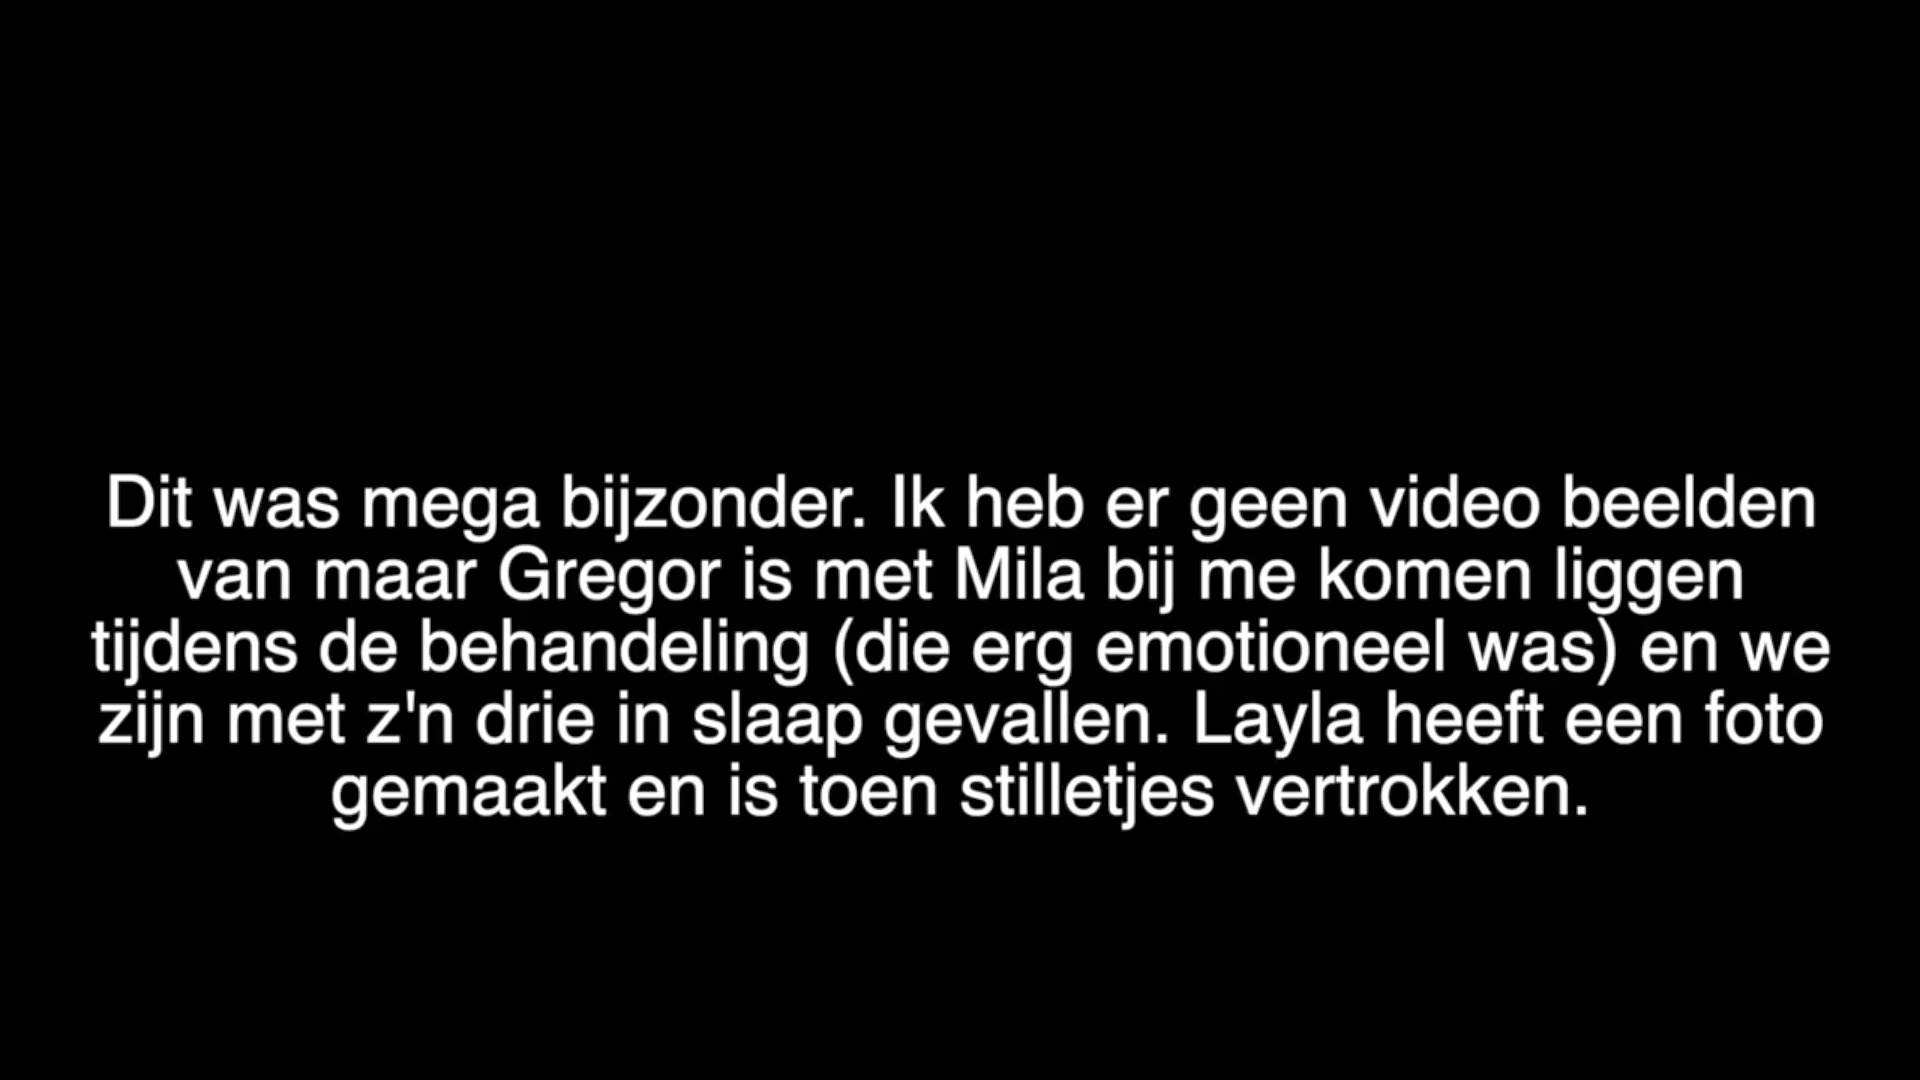 Dit was mega bijzonder. Ik heb er geen video beelden
van maar Gregor is met Mila bij me komen liggen
tijdens de behandeling (die erg emotioneel was) en we
zijn met z'n drie in slaap gevallen. Layla heeft een foto
gemaakt en is toen stilletjes vertrokken.